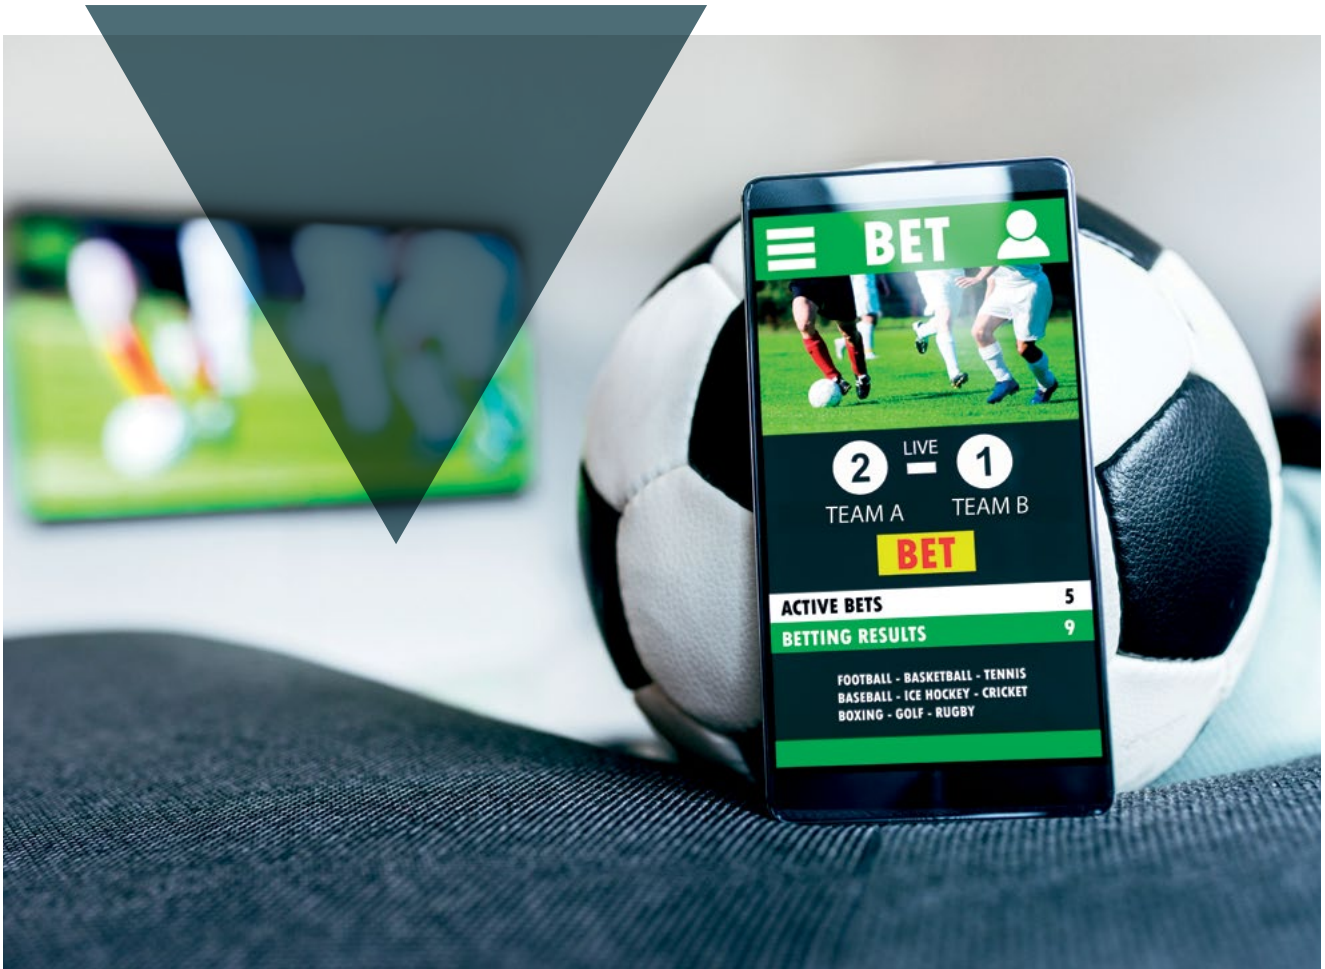 BET
2 LIVE 1
TEAM A TEAM B
BET
ACTIVE BETS 5
BETTING RESULTS 9
FOOTBALL - BASKETBALL - TENNIS
BASEBALL - ICE HOCKEY - CRICKET
BOXING - GOLF - RUGBY